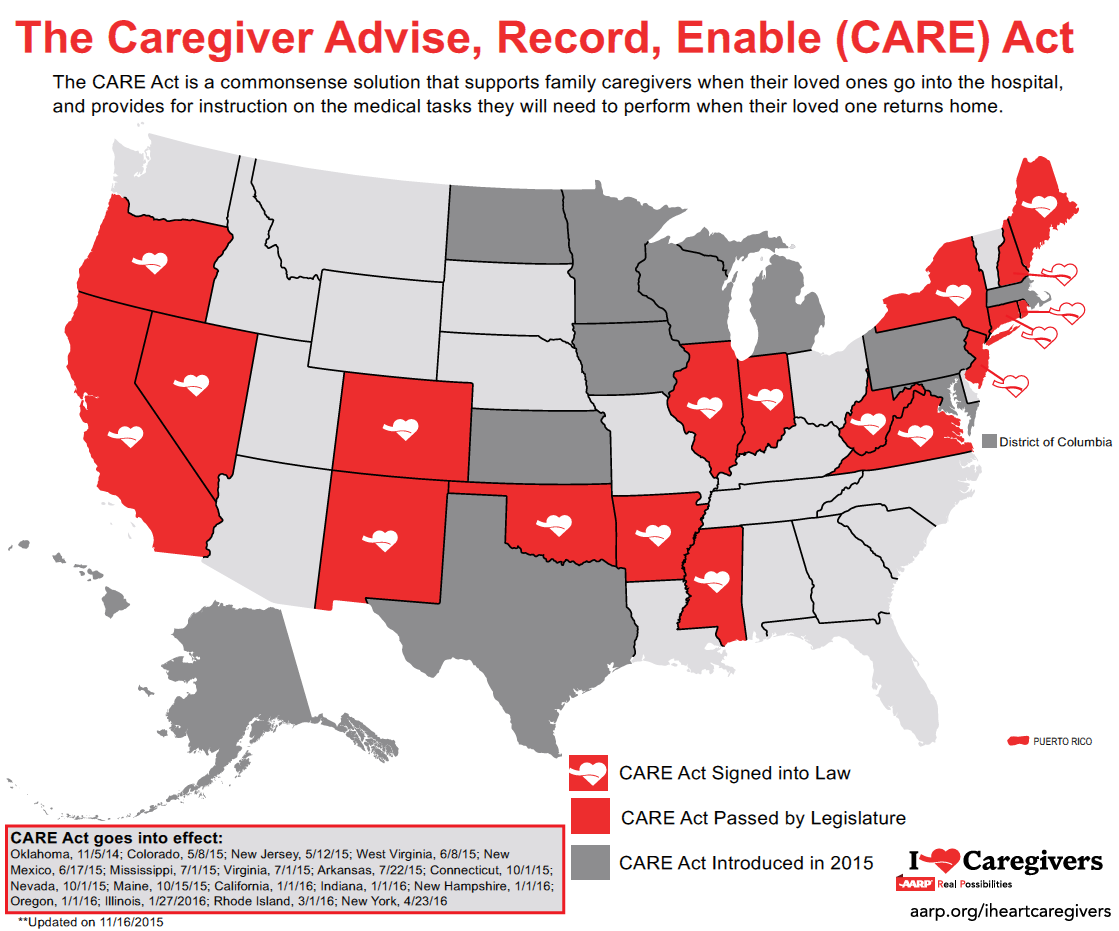 The Caregiver Advise, Record, Enable (CARE) Act
The CARE Act is a commonsense solution that supports family caregivers when their loved ones go into the hospital,
and provides for instruction on the medical tasks they will need to perform when their loved one returns home.
District of Columbia
PUERTO RICO
CARE Act Signed into Law
CARE Act Passed by Legislature
CARE Act Introduced in 2015
CARE Act goes into effect:
Oklahoma, 11/5/14; Colorado, 5/8/15; New Jersey, 5/12/15; West Virginia, 6/8/15; New
Mexico, 6/17/15; Mississippi, 7/1/15; Virginia, 7/1/15; Arkansas, 7/22/15; Connecticut, 10/1/15;
Nevada, 10/1/15; Maine, 10/15/15; California, 1/1/16; Indiana, 1/1/16; New Hampshire, 1/1/16;
Oregon, 1/1/16; Illinois, 1/27/2016; Rhode Island, 3/1/16; New York, 4/23/16
**Updated on 11/16/2015
I Caregivers
AARP Real Possibilities
aarp.org/iheartcaregivers